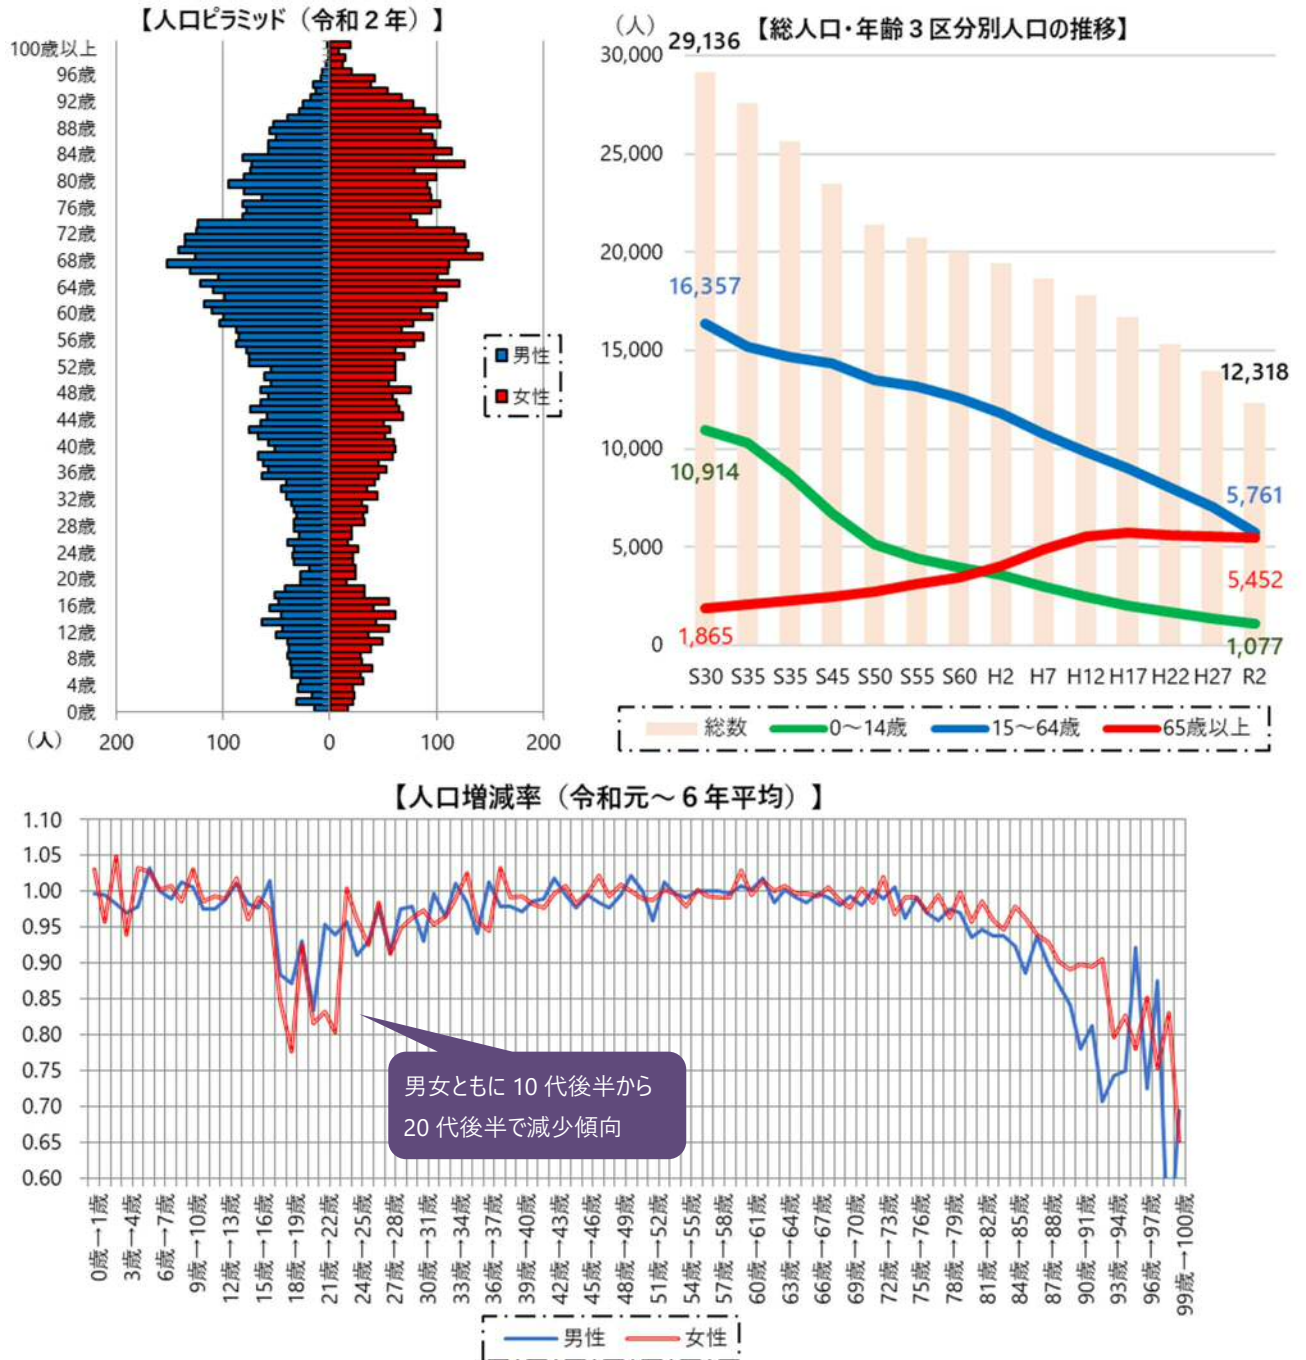 【人口ピラミッド（令和２年）】
100歳以上
96歳
92歳
88歳
84歳
80歳
76歳
72歳
68歳
64歳
60歳
56歳
52歳
48歳
44歳
40歳
36歳
32歳
28歳
24歳
20歳
16歳
12歳
8歳
4歳
0歳
（人） 200 100 0 100 200
男性
女性
（人） 【総人口・年齢３区分別人口の推移】
30,000
25,000
20,000
15,000
10,000
5,000
0
29,136
16,357
10,914
1,865
12,318
5,761
5,452
1,077
S30 S35 S35 S45 S50 S55 S60 H2 H7 H12 H17 H22 H27 R2
総数 0～14歳 15～64歳 65歳以上
【人口増減率（令和元～６年平均）】
1.10
1.05
1.00
0.95
0.90
0.85
0.80
0.75
0.70
0.65
0.60
男女ともに 10 代後半から
20 代後半で減少傾向
0歳→1歳
3歳→4歳
6歳→7歳
9歳→10歳
12歳→13歳
15歳→16歳
18歳→19歳
21歳→22歳
24歳→25歳
27歳→28歳
30歳→31歳
33歳→34歳
36歳→37歳
39歳→40歳
42歳→43歳
45歳→46歳
48歳→49歳
51歳→52歳
54歳→55歳
57歳→58歳
60歳→61歳
63歳→64歳
66歳→67歳
69歳→70歳
72歳→73歳
75歳→76歳
78歳→79歳
81歳→82歳
84歳→85歳
87歳→88歳
90歳→91歳
93歳→94歳
96歳→97歳
99歳→100歳
男性 女性